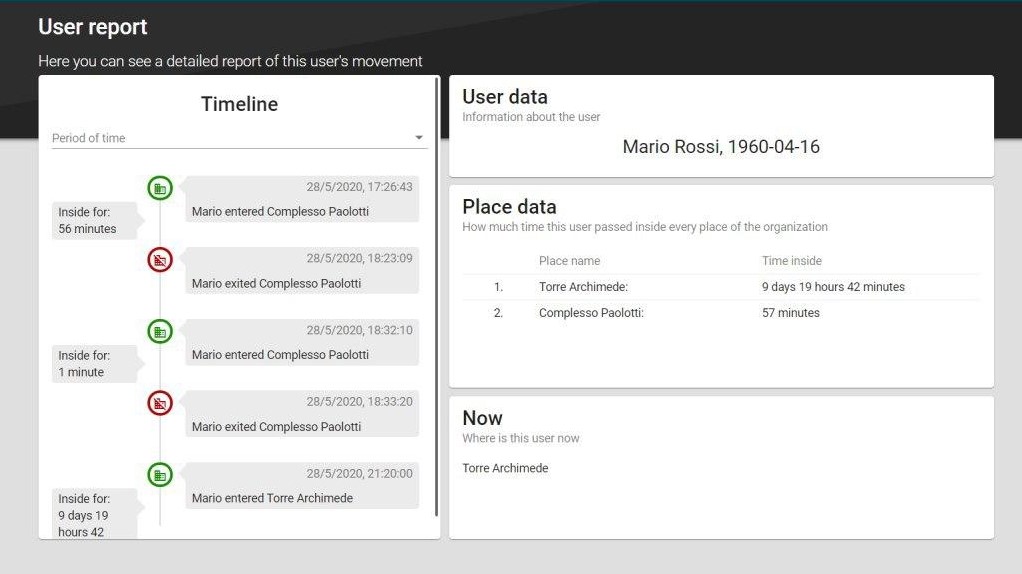 User report
Here you can see a detailed report of this user's movement
Timeline
Period of time
28/5/2020, 17:26:43
Mario entered Complesso Paolotti
Inside for:
56 minutes
28/5/2020, 18:23:09
Mario exited Complesso Paolotti
28/5/2020, 18:32:10
Mario entered Complesso Paolotti
Inside for:
1 minute
28/5/2020, 18:33:20
Mario exited Complesso Paolotti
28/5/2020, 21:20:00
Mario entered Torre Archimede
Inside for:
9 days 19
hours 42
User data
Information about the user
Mario Rossi, 1960-04-16
Place data
How much time this user passed inside every place of the organization
Place name Time inside
1. Torre Archimede: 9 days 19 hours 42 minutes
2. Complesso Paolotti: 57 minutes
Now
Where is this user now
Torre Archimede